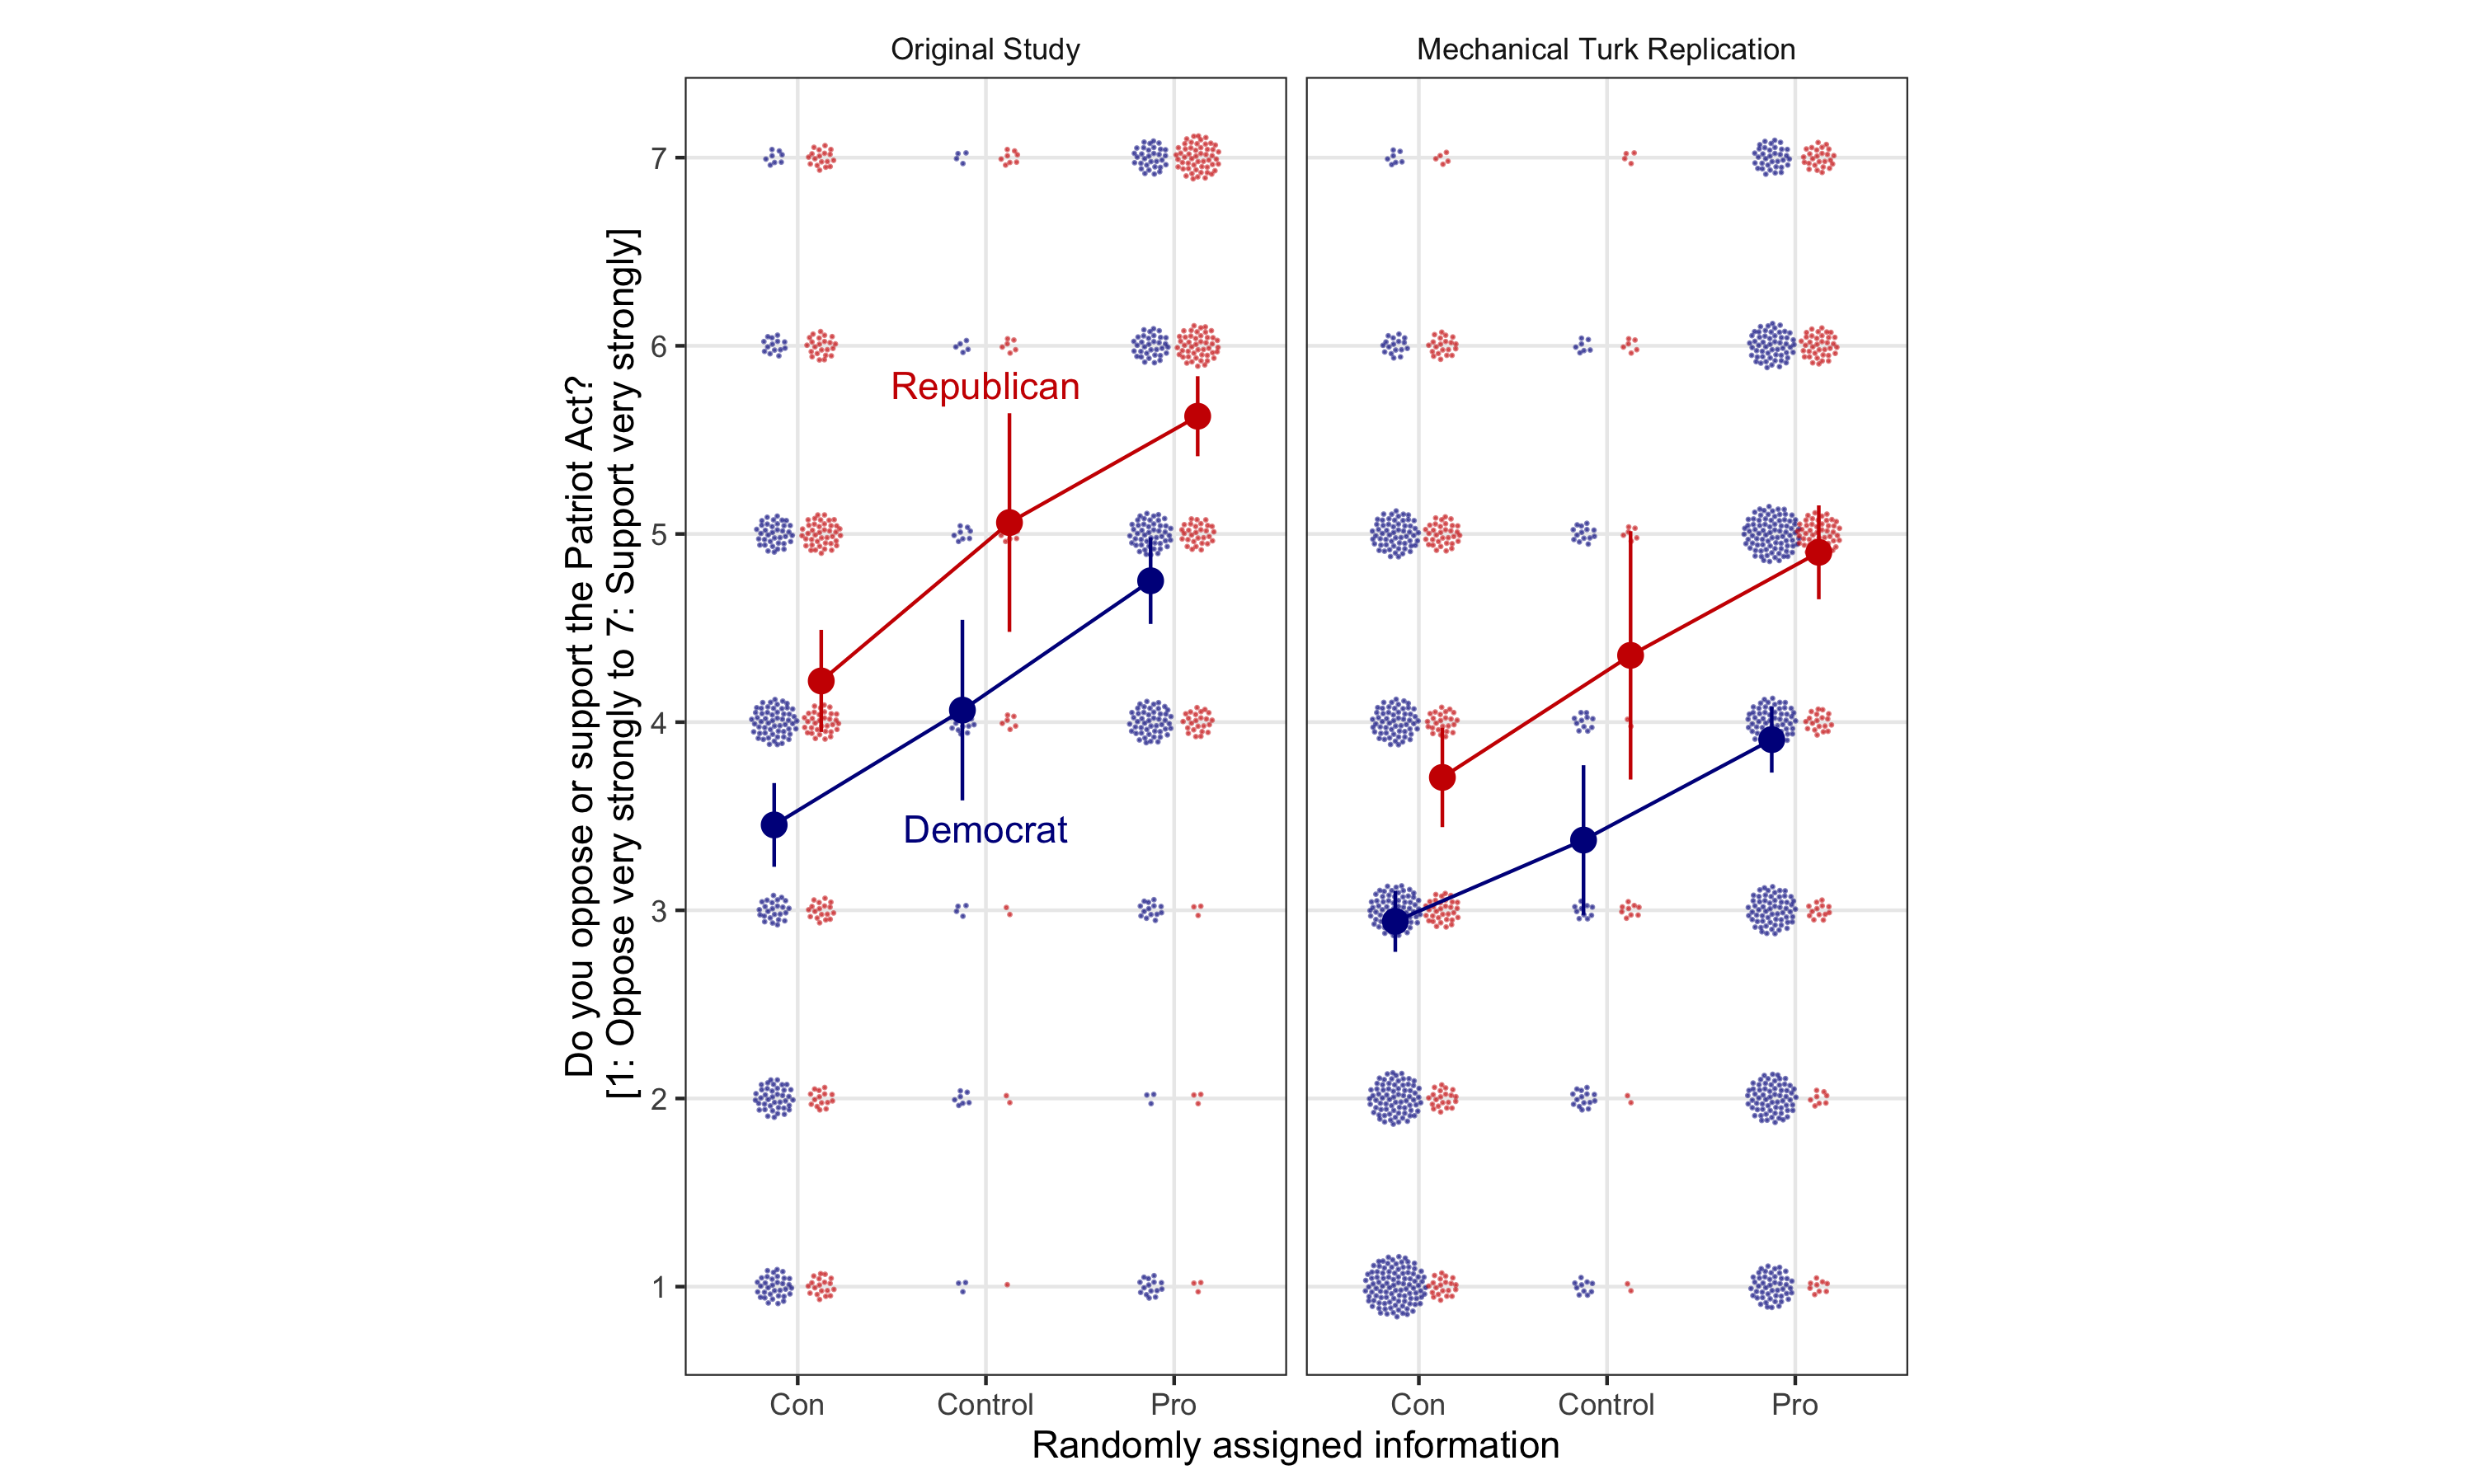 Original Study
Mechanical Turk Replication
Do you oppose or support the Patriot Act?
[1: Oppose very strongly to 7: Support very strongly]
7
6
5
4
3
2
1
Republican
Democrat
Con
Control
Pro
Con
Control
Pro
Randomly assigned information